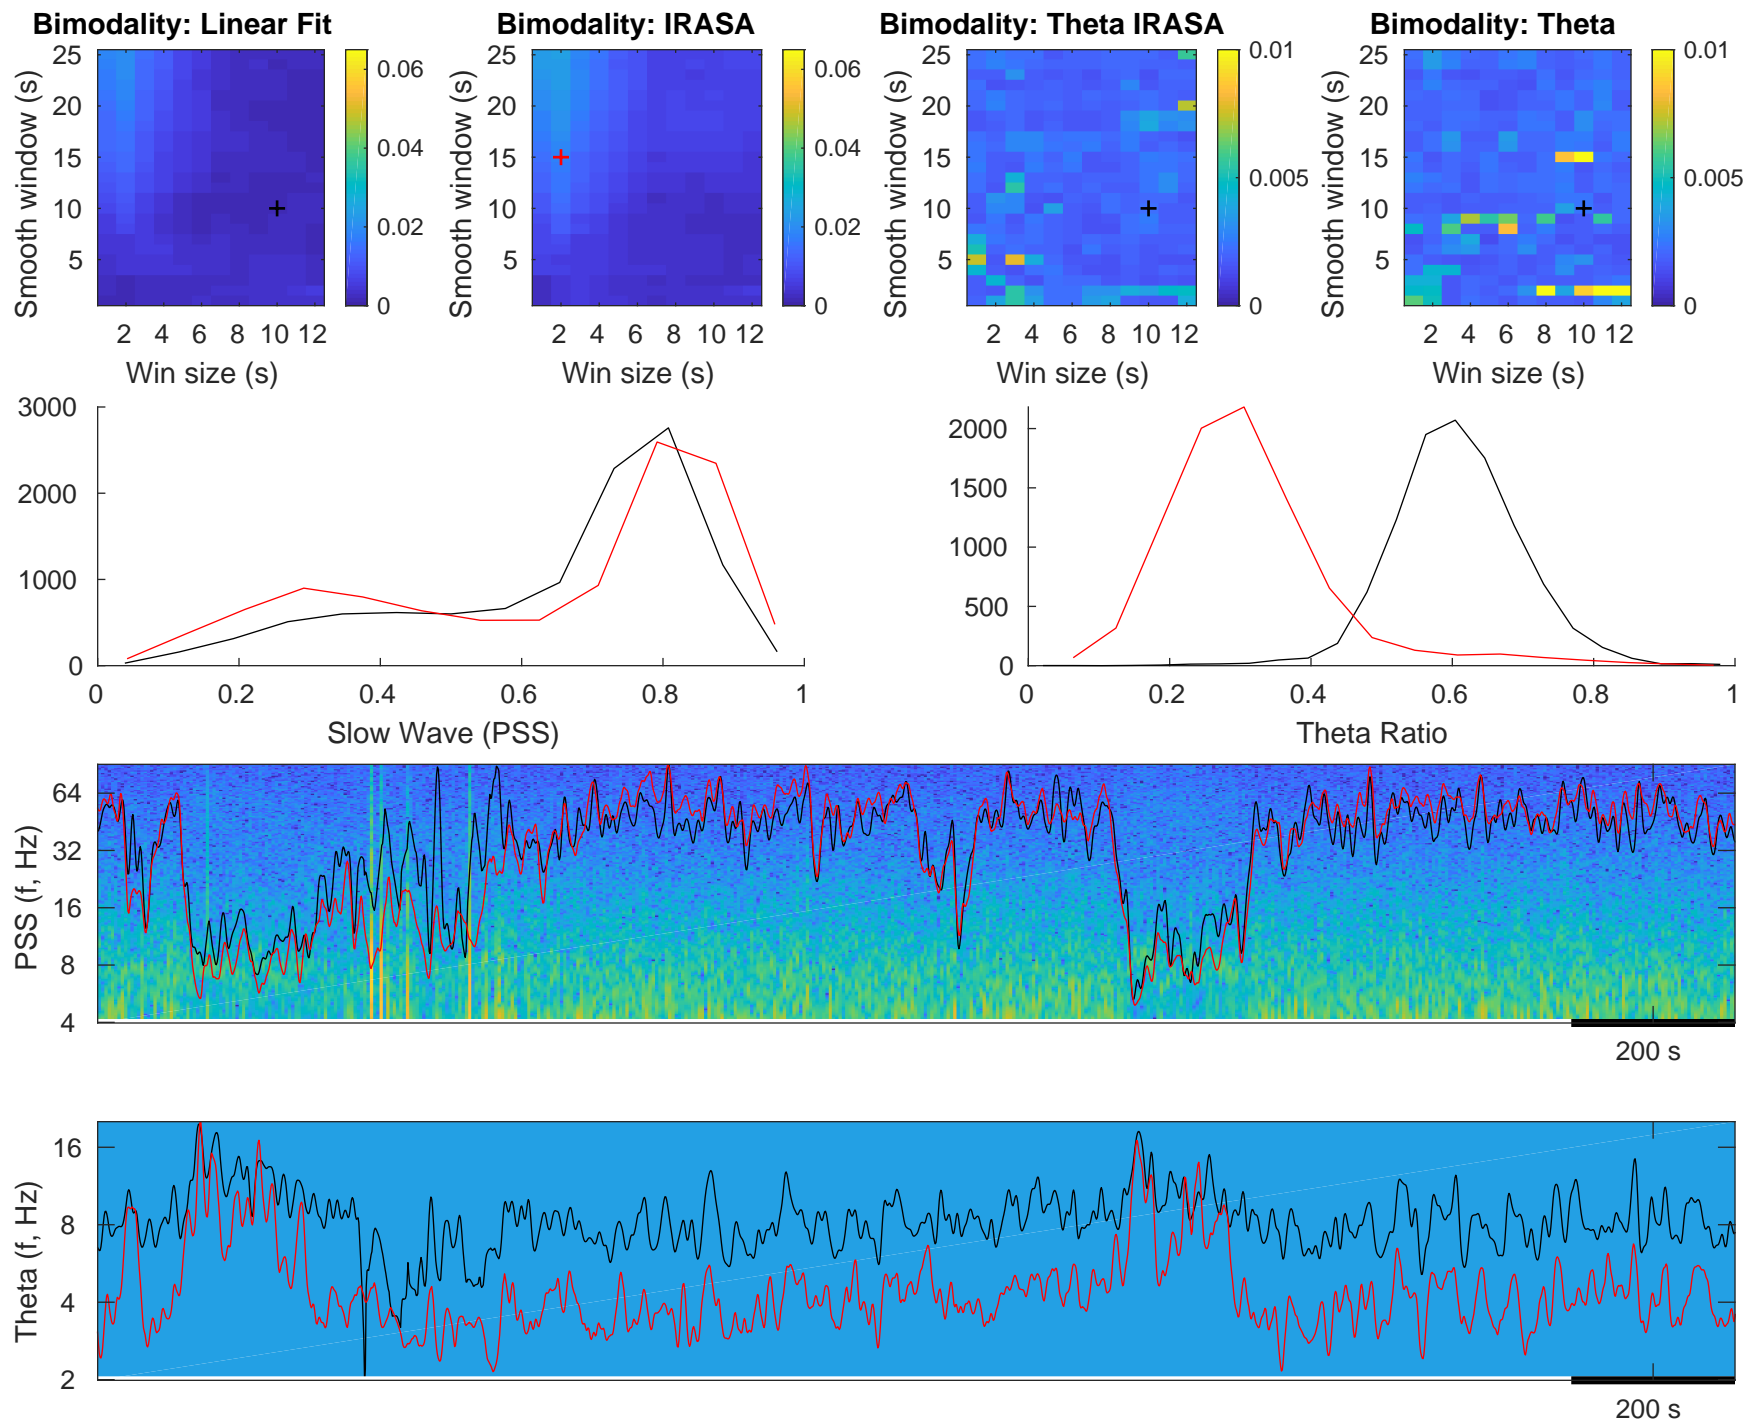 Bimodality: Linear Fit
Bimodality: IRASA
Bimodality: Theta IRASA
Bimodality: Theta
Smooth window (s)
25
20
15
10
5
2 4 6 8 10 12
Win size (s)
0.06
0.04
0.02
0
Smooth window (s)
25
20
15
10
5
2 4 6 8 10 12
Win size (s)
0.06
0.04
0.02
0
Smooth window (s)
25
20
15
10
5
2 4 6 8 10 12
Win size (s)
0.01
0.005
0
Smooth window (s)
25
20
15
10
5
2 4 6 8 10 12
Win size (s)
0.01
0.005
0
3000
2000
1000
0
0 0.2 0.4 0.6 0.8 1
Slow Wave (PSS)
2000
1500
1000
500
0
0 0.2 0.4 0.6 0.8 1
Theta Ratio
PSS (f, Hz)
64
32
16
8
4
200 s
Theta (f, Hz)
16
8
4
2
200 s